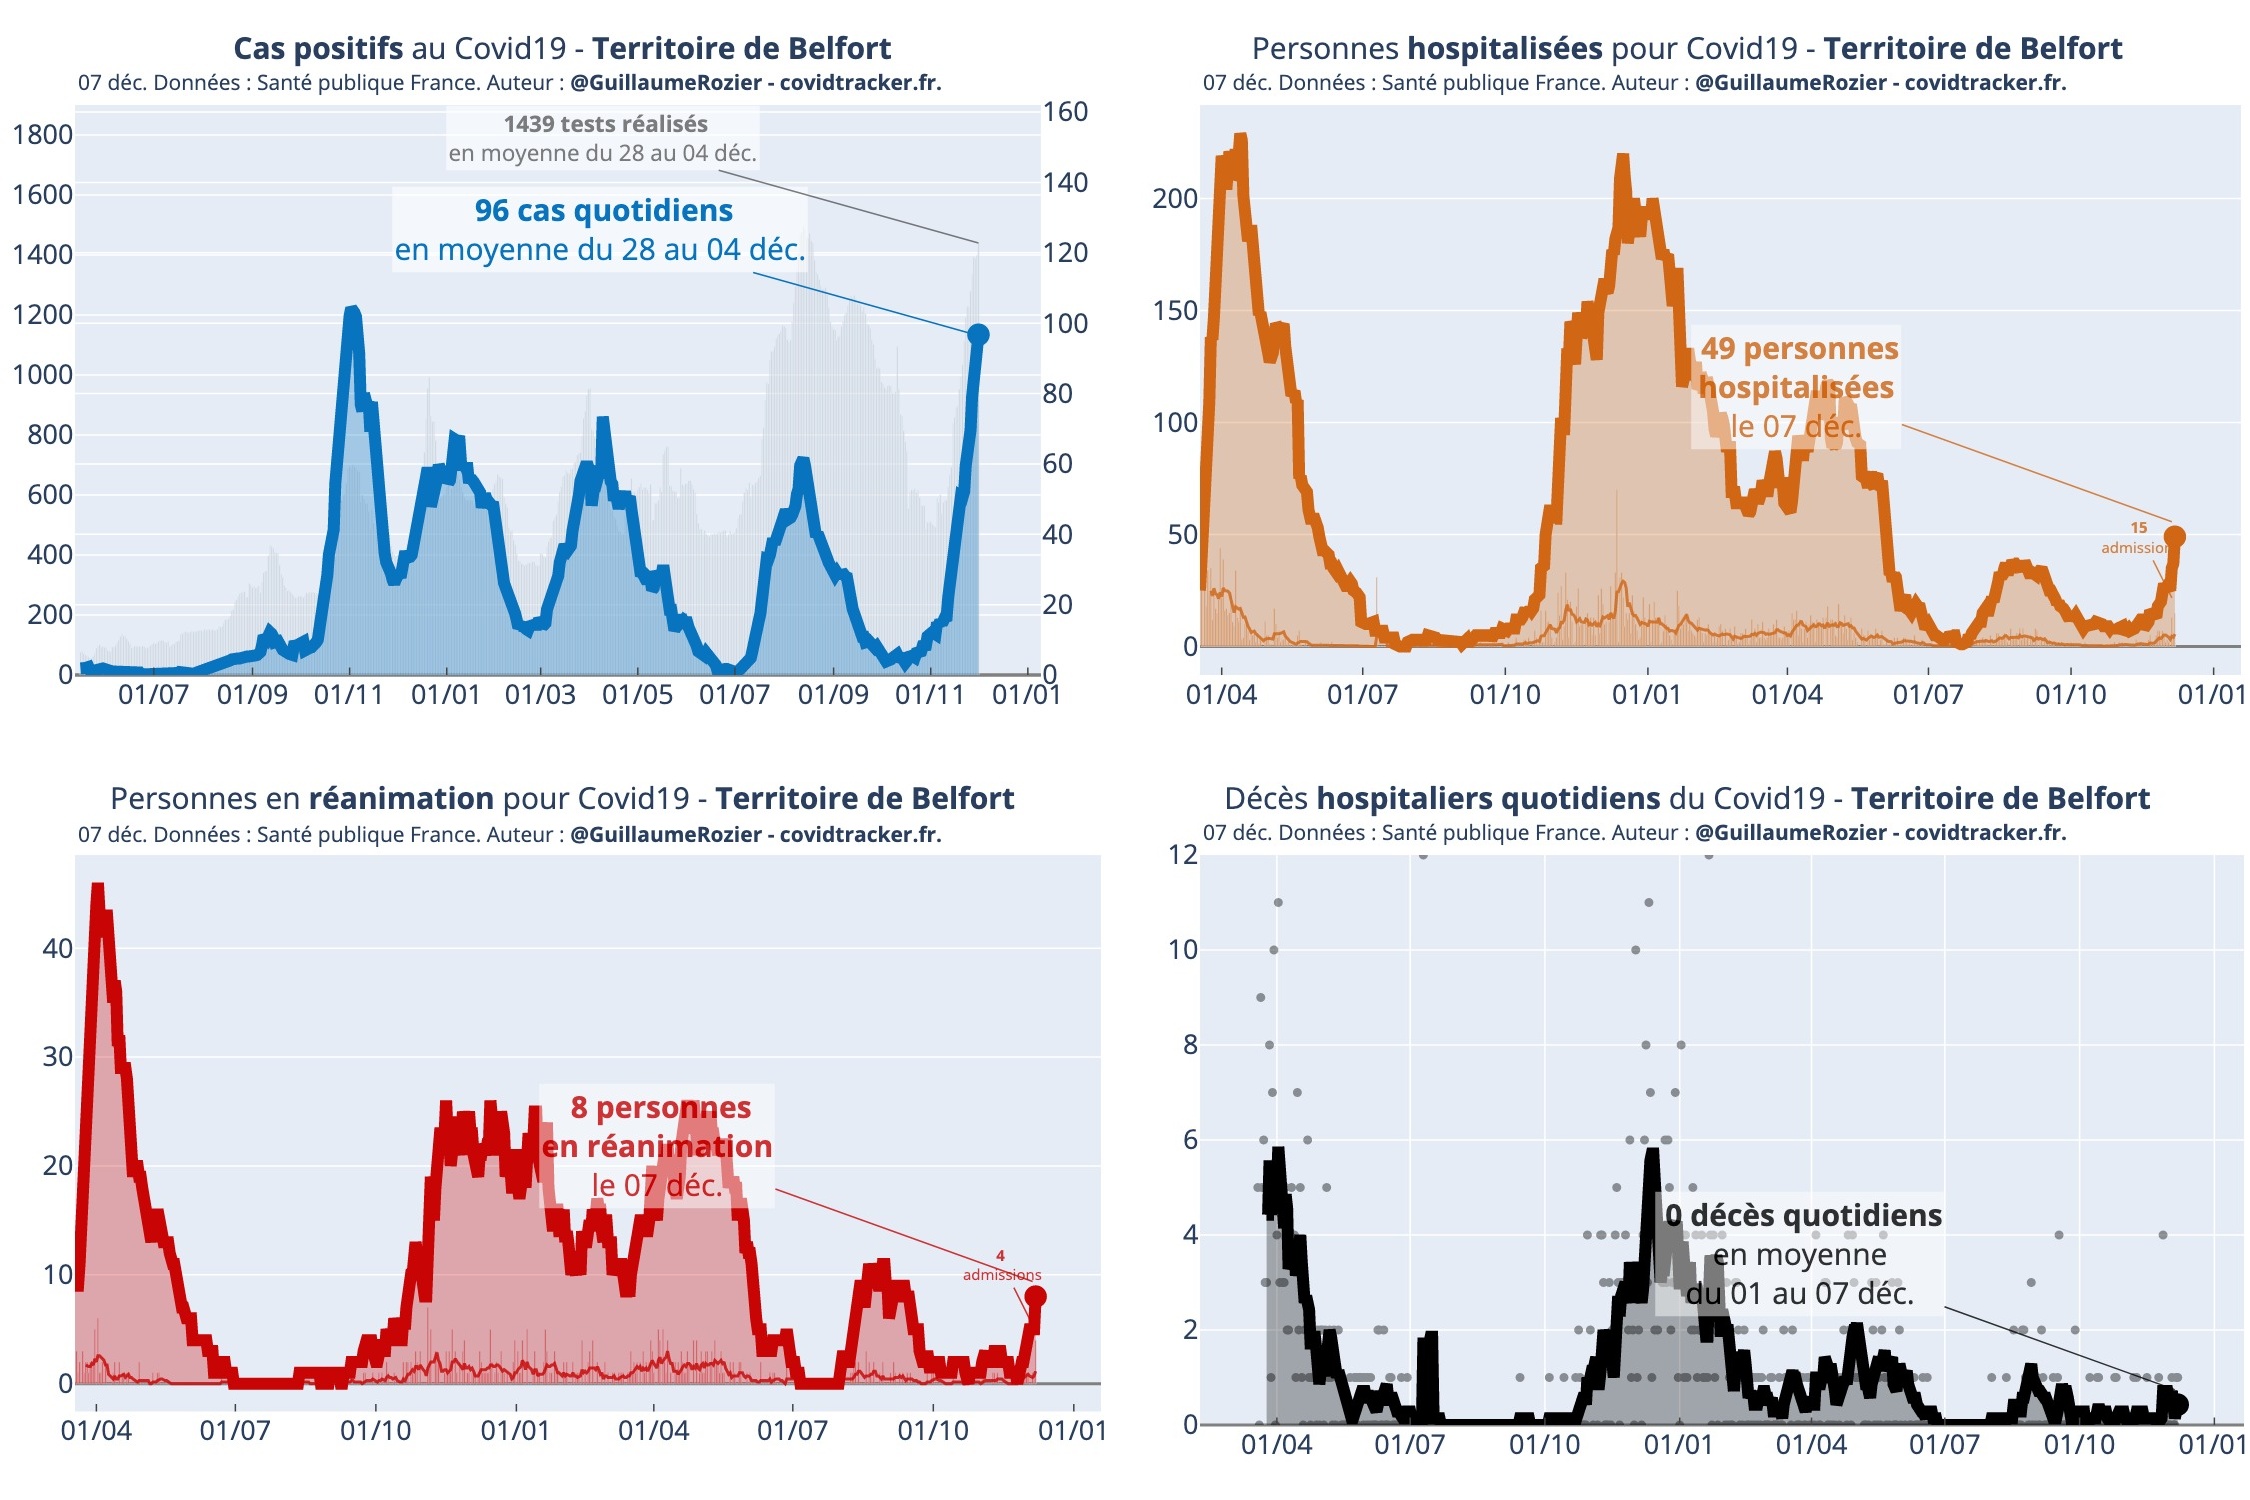 Cas positifs au Covid19 - Territoire de Belfort
07 déc. Données : Santé publique France. Auteur : @GuillaumeRozier - covidtracker.fr.
1439 tests réalisés
en moyenne du 28 au 04 déc.
96 cas quotidiens
en moyenne du 28 au 04 déc.
1800
1600
1400
1200
1000
800
600
400
200
0
160
140
120
100
80
60
40
20
0
01/07 01/09 01/11 01/01 01/03 01/05 01/07 01/09 01/11 01/01
Personnes hospitalisées pour Covid19 - Territoire de Belfort
07 déc. Données : Santé publique France. Auteur : @GuillaumeRozier - covidtracker.fr.
200
150
100
50
0
49 personnes
hospitalisées
le 07 déc.
15
admission
01/04 01/07 01/10 01/01 01/04 01/07 01/10 01/01
Personnes en réanimation pour Covid19 - Territoire de Belfort
07 déc. Données : Santé publique France. Auteur : @GuillaumeRozier - covidtracker.fr.
40
30
20
10
0
8 personnes
en réanimation
le 07 déc.
4
admissions
01/04 01/07 01/10 01/01 01/04 01/07 01/10 01/01
Décès hospitaliers quotidiens du Covid19 - Territoire de Belfort
07 déc. Données : Santé publique France. Auteur : @GuillaumeRozier - covidtracker.fr.
12
10
8
6
4
2
0
0 décès quotidiens
en moyenne
du 01 au 07 déc.
01/04 01/07 01/10 01/01 01/04 01/07 01/10 01/01